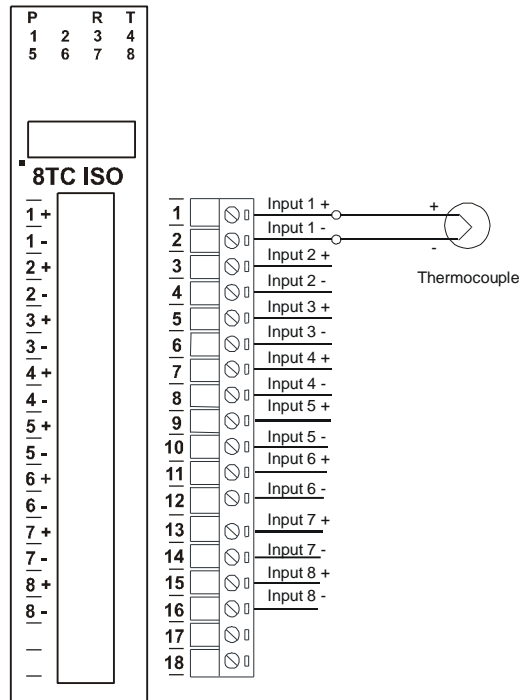 P R T
1 2 3 4
5 6 7 8
8TC ISO
1 +
1 -
2 +
2 -
3 +
3 -
4 +
4 -
5 +
5 -
6 +
6 -
7 +
7 -
8 +
8 -
1 Input 1 + +
2 Input 1 - -
3 Input 2 +
4 Input 2 -
5 Input 3 +
6 Input 3 -
7 Input 4 +
8 Input 4 -
9 Input 5 +
10 Input 5 -
11 Input 6 +
12 Input 6 -
13 Input 7 +
14 Input 7 -
15 Input 8 +
16 Input 8 -
17
18
Thermocouple